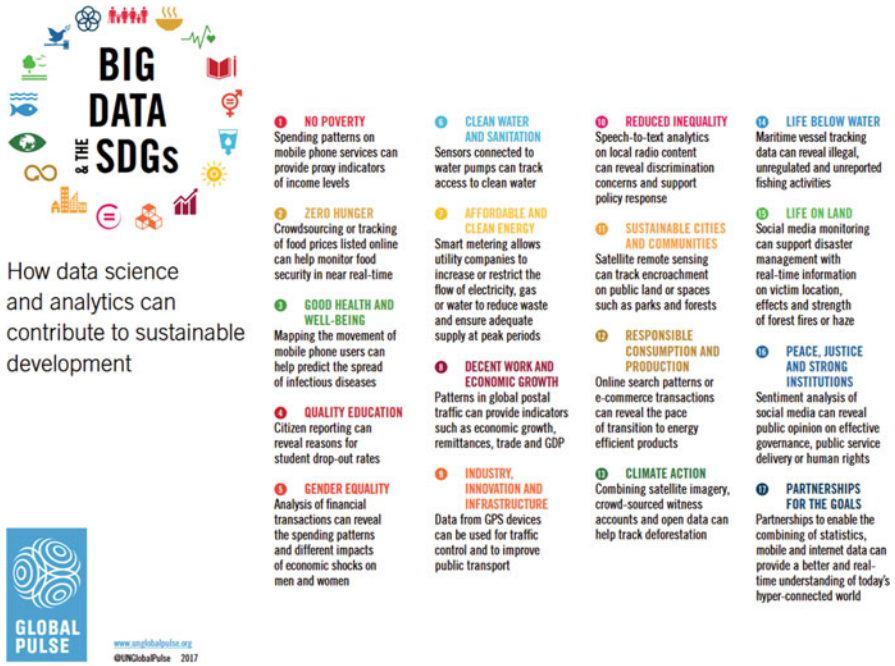 BIG
DATA
& THE
SDGs
How data science
and analytics can
contribute to sustainable
development
1 NO POVERTY
Spending patterns on
mobile phone services can
provide proxy indicators
of income levels
2 ZERO HUNGER
Crowdsourcing or tracking
of food prices listed online
can help monitor food
security in near real-time
3 GOOD HEALTH AND
WELL-BEING
Mapping the movement of
mobile phone users can
help predict the spread
of infectious diseases
4 QUALITY EDUCATION
Citizen reporting can
reveal reasons for
student drop-out rates
5 GENDER EQUALITY
Analysis of financial
transactions can reveal
the spending patterns
and different impacts
of economic shocks on
men and women
6 CLEAN WATER
AND SANITATION
Sensors connected to
water pumps can track
access to clean water
7 AFFORDABLE AND
CLEAN ENERGY
Smart metering allows
utility companies to
increase or restrict the
flow of electricity, gas
or water to reduce waste
and ensure adequate
supply at peak periods
8 DECENT WORK AND
ECONOMIC GROWTH
Patterns in global postal
traffic can provide indicators
such as economic growth,
remittances, trade and GDP
9 INDUSTRY,
INNOVATION AND
INFRASTRUCTURE
Data from GPS devices
can be used for traffic
control and to improve
public transport
10 REDUCED INEQUALITY
Speech-to-text analytics
on local radio content
can reveal discrimination
concerns and support
policy response
11 SUSTAINABLE CITIES
AND COMMUNITIES
Satellite remote sensing
can track encroachment
on public land or spaces
such as parks and forests
12 RESPONSIBLE
CONSUMPTION AND
PRODUCTION
Online search patterns or
e-commerce transactions
can reveal the pace
of transition to energy
efficient products
13 CLIMATE ACTION
Combining satellite imagery,
crowd-sourced witness
accounts and open data can
help track deforestation
14 LIFE BELOW WATER
Maritime vessel tracking
data can reveal illegal,
unregulated and unreported
fishing activities
15 LIFE ON LAND
Social media monitoring
can support disaster
management with
real-time information
on victim location,
effects and strength
of forest fires or haze
16 PEACE, JUSTICE
AND STRONG
INSTITUTIONS
Sentiment analysis of
social media can reveal
public opinion on effective
governance, public service
delivery or human rights
17 PARTNERSHIPS
FOR THE GOALS
Partnerships to enable the
combining of statistics,
mobile and internet data can
provide a better and real-
time understanding of today's
hyper-connected world
GLOBAL
PULSE
www.unglobalpulse.org
@UNGlobalPulse 2017